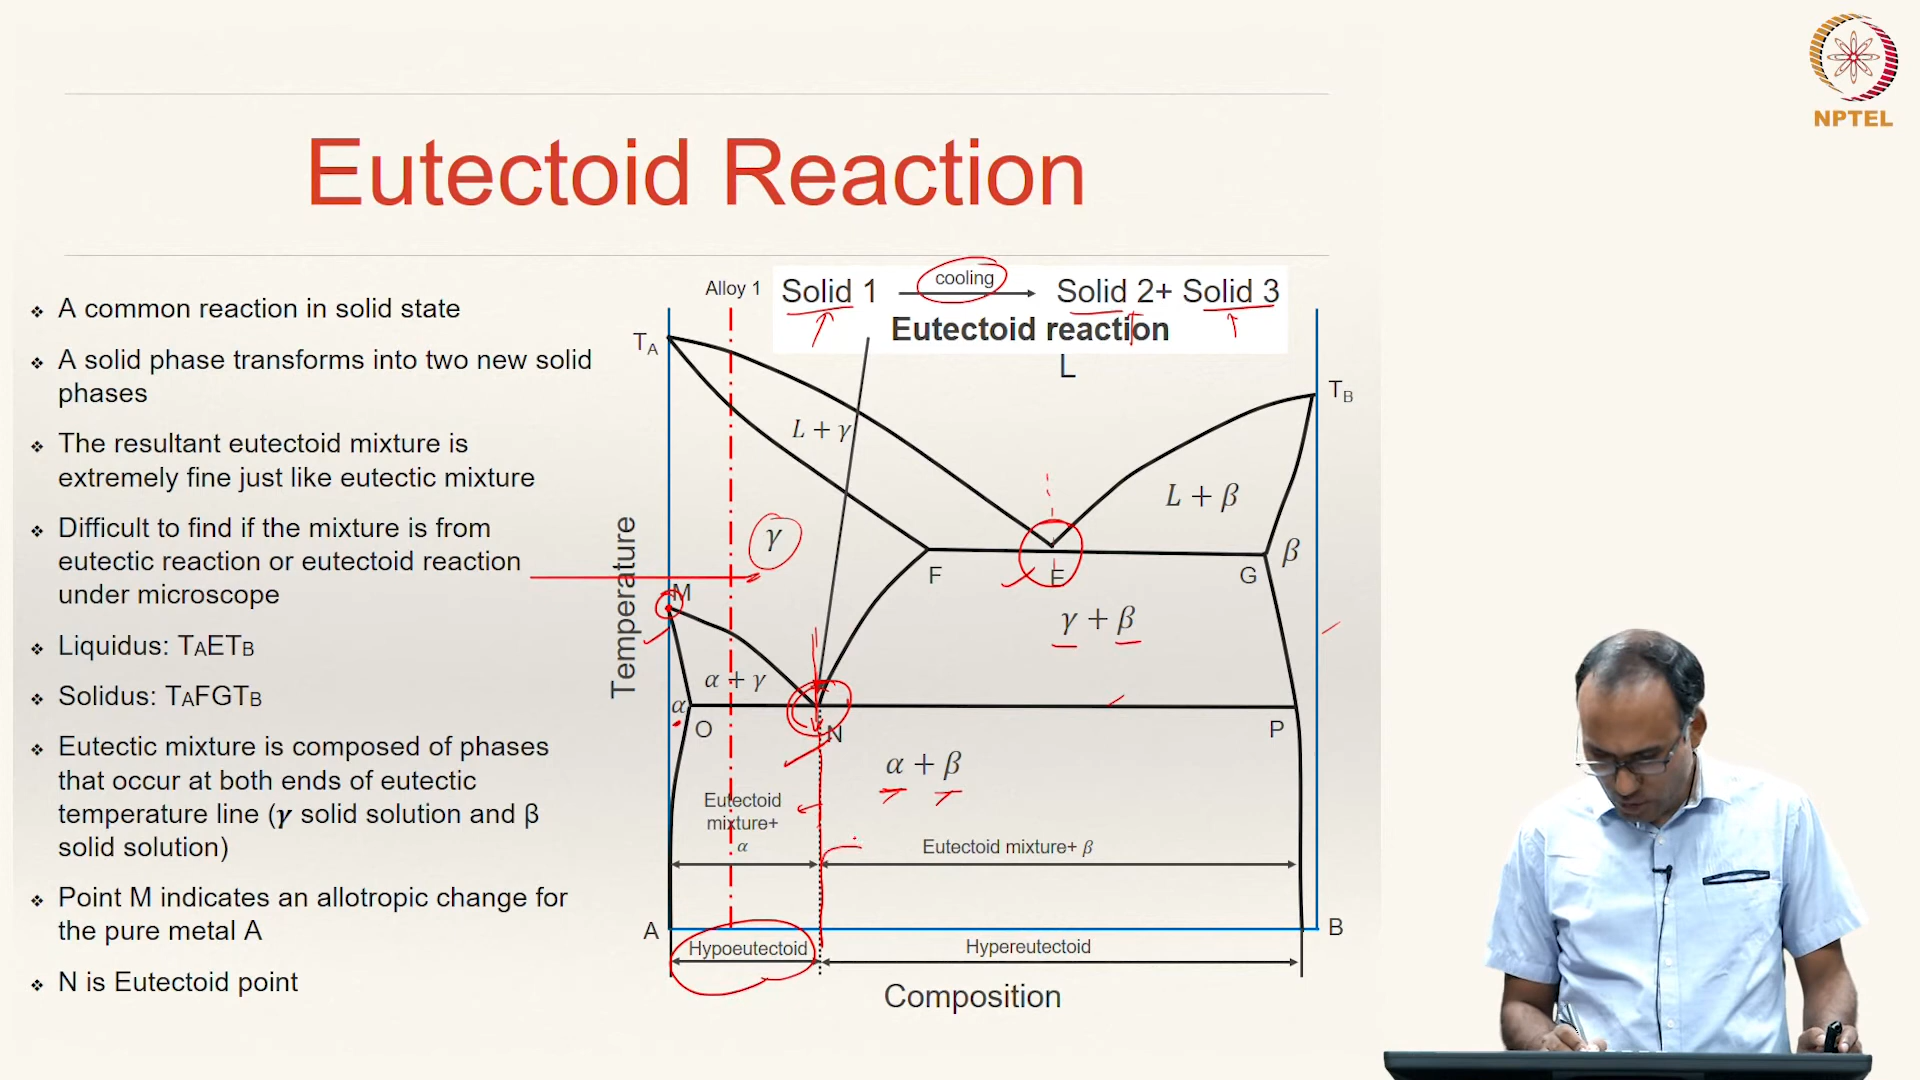 NPTEL
Eutectoid Reaction
❖ A common reaction in solid state
❖ A solid phase transforms into two new solid
phases
❖ The resultant eutectoid mixture is
extremely fine just like eutectic mixture
❖ Difficult to find if the mixture is from
eutectic reaction or eutectoid reaction
under microscope
❖ Liquidus: TAETB
❖ Solidus: TAFGTB
❖ Eutectic mixture is composed of phases
that occur at both ends of eutectic
temperature line (γ solid solution and β
solid solution)
❖ Point M indicates an allotropic change for
the pure metal A
❖ N is Eutectoid point
Alloy 1
Solid 1 cooling Solid 2+ Solid 3
Eutectoid reaction
L
TA
TB
L + γ
L + β
γ
β
F
E
G
M
γ + β
Temperature
α + γ
α
O
N
P
α + β
Eutectoid
mixture+
α
Eutectoid mixture+ β
A
B
Hypoeutectoid
Hypereutectoid
Composition